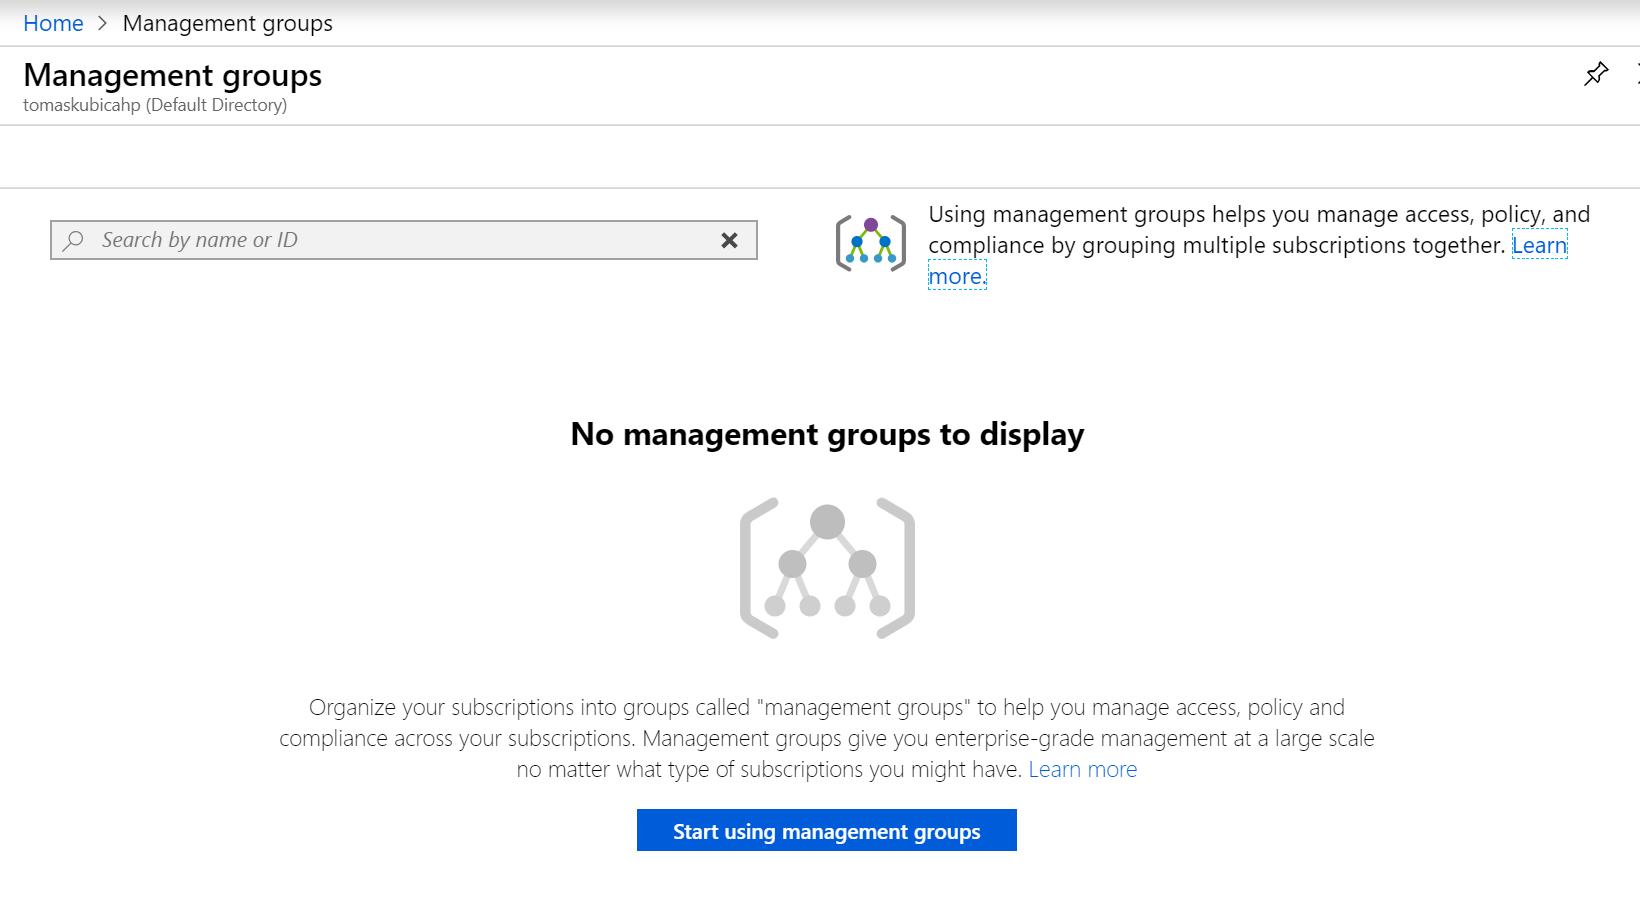 Home > Management groups
Management groups
tomaskubicahp (Default Directory)
Search by name or ID
Using management groups helps you manage access, policy, and
compliance by grouping multiple subscriptions together. Learn
more.
No management groups to display
Organize your subscriptions into groups called "management groups" to help you manage access, policy and
compliance across your subscriptions. Management groups give you enterprise-grade management at a large scale
no matter what type of subscriptions you might have. Learn more
Start using management groups